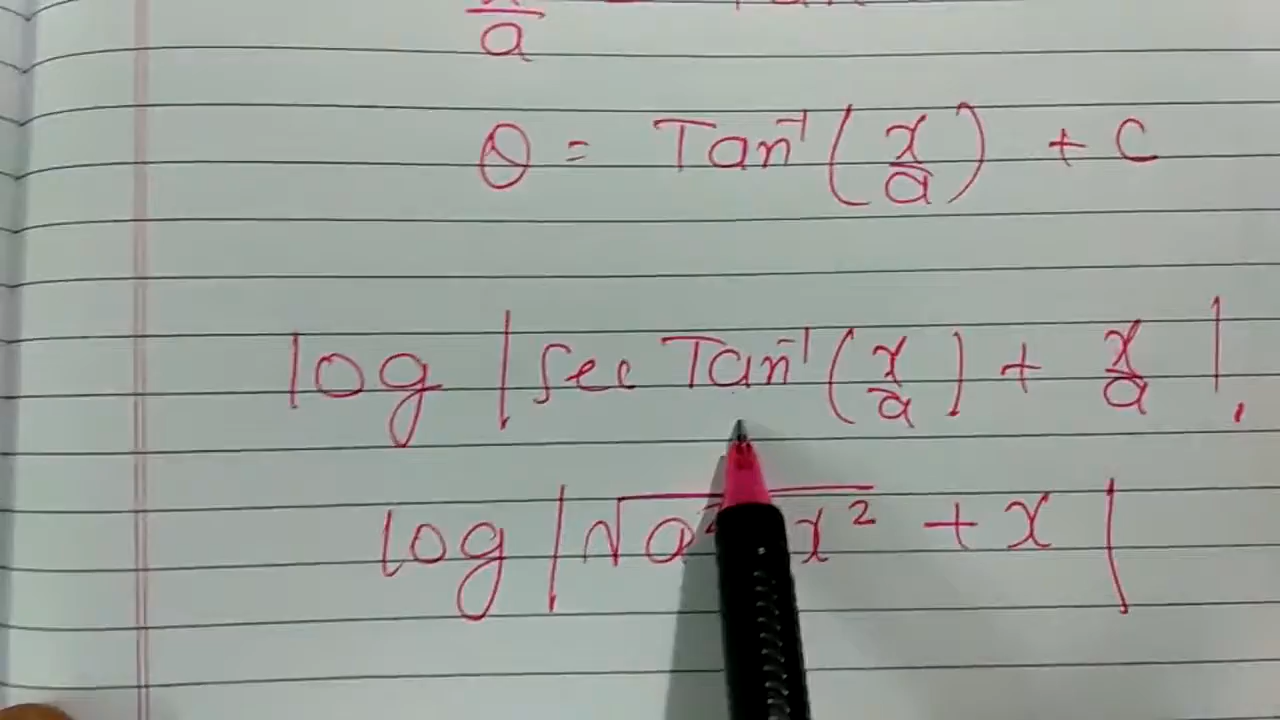 x/a
θ = Tan⁻¹(x/a) + C
log |sec Tan⁻¹(x/a) + x/a|.
log |√a² x² + x|